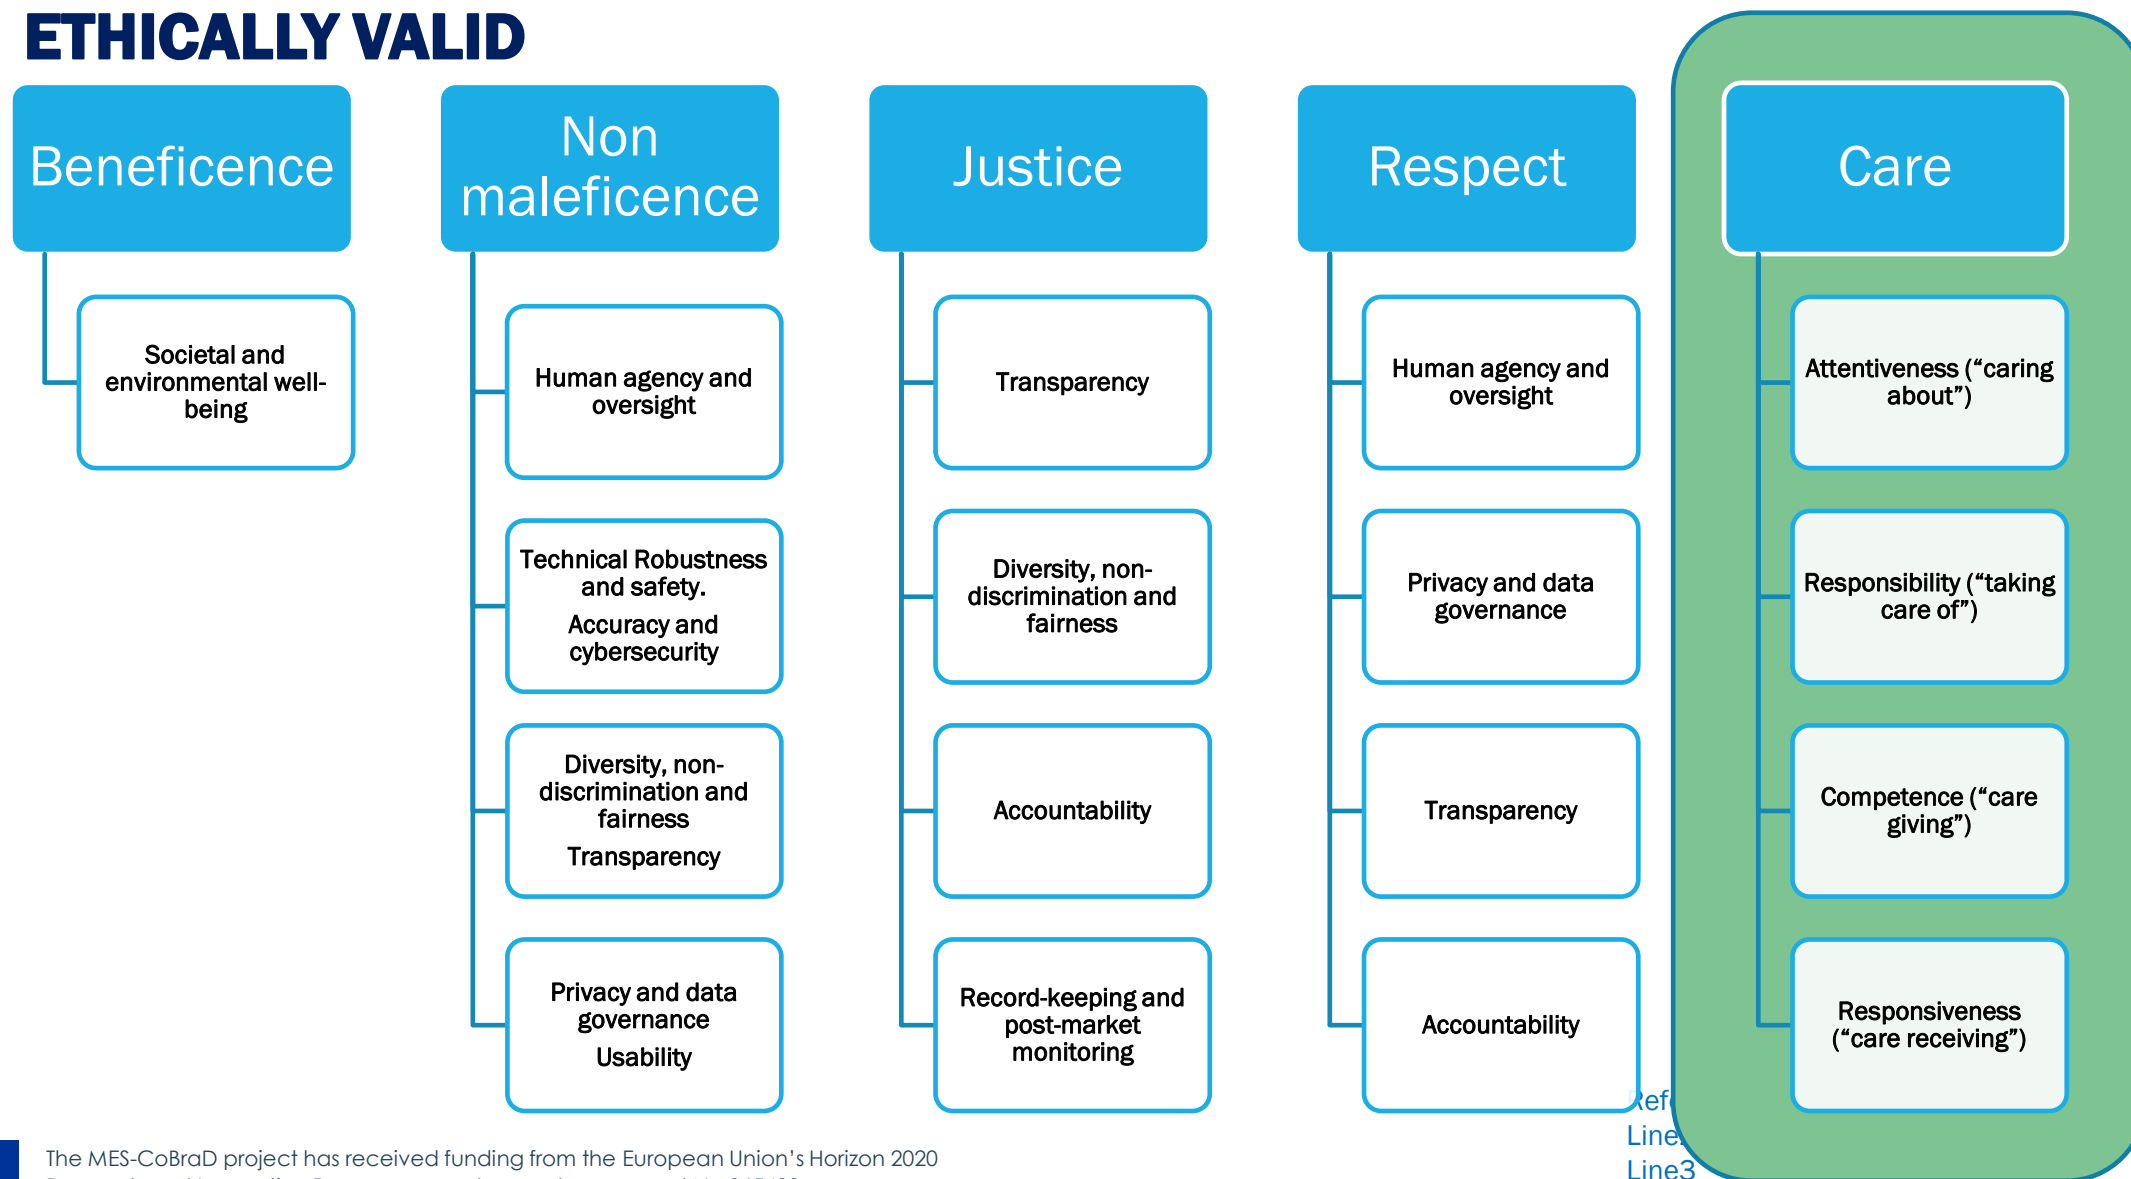 ETHICALLY VALID
Beneficence
Societal and
environmental well-
being
Non
maleficence
Human agency and
oversight
Technical Robustness
and safety.
Accuracy and
cybersecurity
Diversity, non-
discrimination and
fairness
Transparency
Privacy and data
governance
Usability
Justice
Transparency
Diversity, non-
discrimination and
fairness
Accountability
Record-keeping and
post-market
monitoring
Respect
Human agency and
oversight
Privacy and data
governance
Transparency
Accountability
Care
Attentiveness (“caring
about”)
Responsibility (“taking
care of”)
Competence (“care
giving”)
Responsiveness
(“care receiving”)
Line3
The MES-CoBraD project has received funding from the European Union’s Horizon 2020